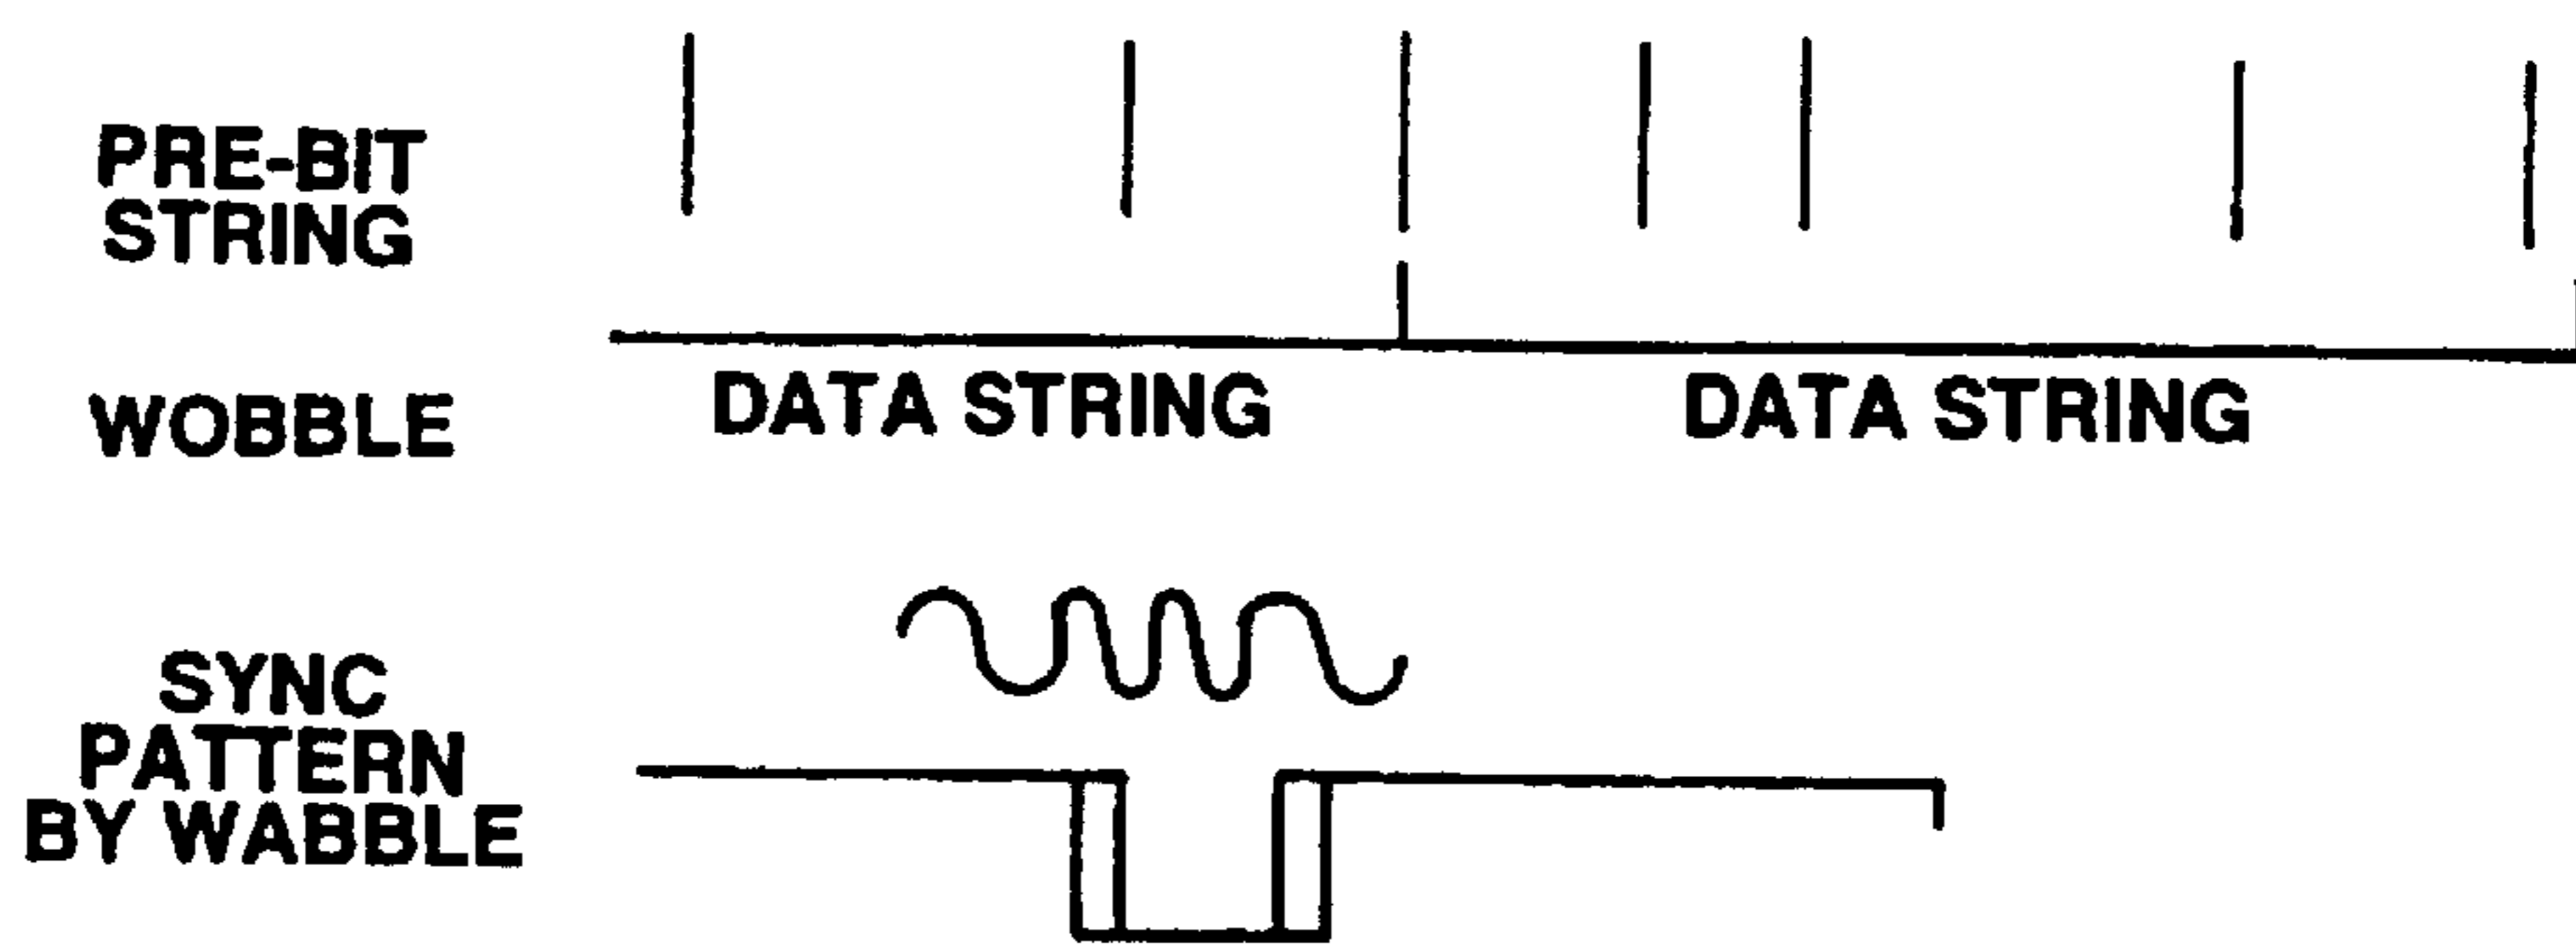 PRE-BIT
STRING
WOBBLE
DATA STRING
DATA STRING
SYNC
PATTERN
BY WABBLE